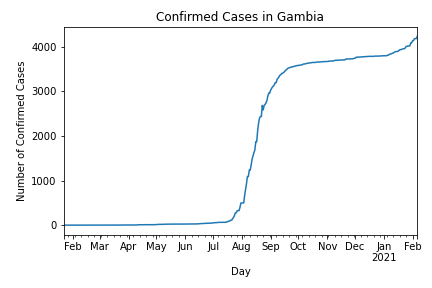 Confirmed Cases in Gambia
Number of Confirmed Cases
4000
3000
2000
1000
0
Feb Mar Apr May Jun Jul Aug Sep Oct Nov Dec Jan Feb
2021
Day